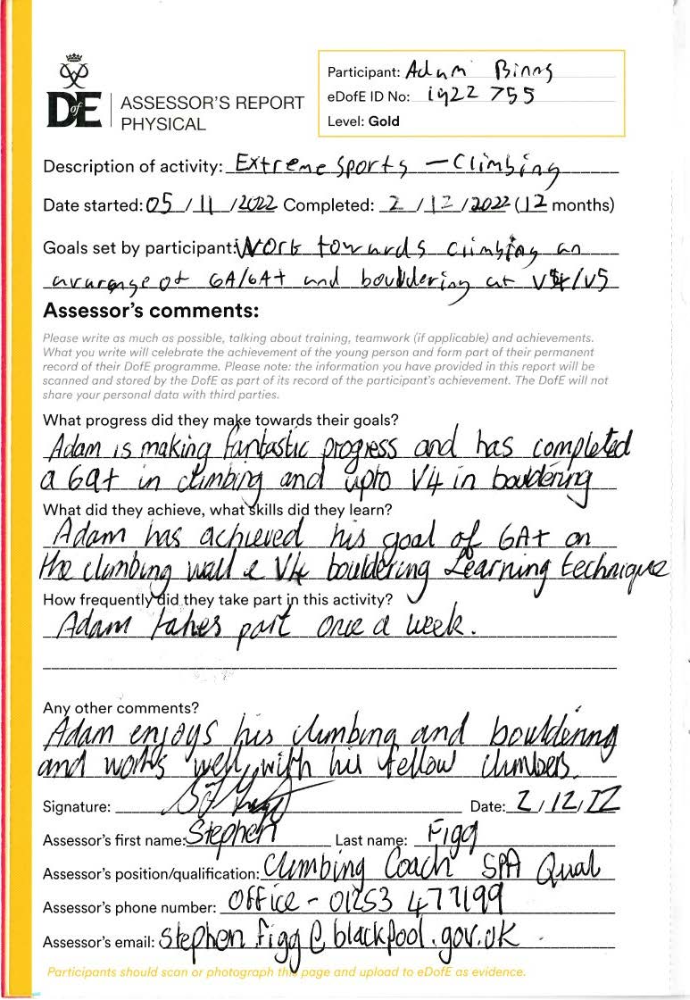 DofE
ASSESSOR'S REPORT
PHYSICAL
Participant: Adam Binns
eDofE ID No: 1922 755
Level: Gold
Description of activity: Extreme Sports – Climbing
Date started: 05 / 11 / 2022 Completed: 2 / 12 / 2022 (12 months)
Goals set by participant: Work towards climbing an
avarange of 6A/6A+ and bouldering at V4/V5
Assessor's comments:
Please write as much as possible, talking about training, teamwork (if applicable) and achievements.
What you write will celebrate the achievement of the young person and form part of their permanent
record of their DofE programme. Please note: the information you have provided in this report will be
scanned and stored by the DofE as part of its record of the participant's achievement. The DofE will not
share your personal data with third parties.
What progress did they make towards their goals?
Adam is making fantastic progress and has completed
a 6a+ in climbing and upto V4 in bouldering
What did they achieve, what skills did they learn?
Adam has achieved his goal of 6A+ on
the climbing wall & V4 bouldering Learning technique
How frequently did they take part in this activity?
Adam takes part once a week.
Any other comments?
Adam enjoys his climbing and bouldering
and works well with his fellow climbers.
Signature: Date: 2/12/22
Assessor's first name: Stephen Last name: Figg
Assessor's position/qualification: Climbing Coach SPA Qual
Assessor's phone number: Office - 01253 477199
Assessor's email: Stephen.Figg@blackpool.gov.uk
Participants should scan or photograph this page and upload to eDofE as evidence.